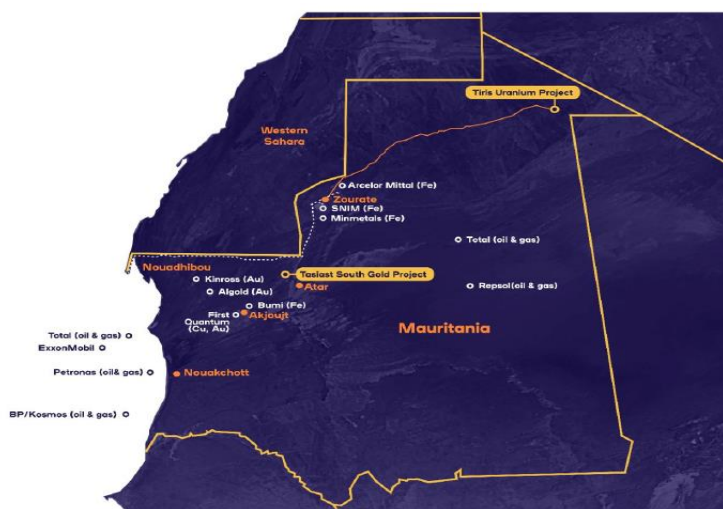 Tiris Uranium Project
Western
Sahara
Arcelor Mittal (Fe)
Zourate
SNIM (Fe)
Minmetals (Fe)
Total (oil & gas)
Nouadhibou
Tasiast South Gold Project
Kinross (Au)
Atar
Repsol(oil & gas)
Algold (Au)
Bumi (Fe)
First
Quantum
(Cu, Au)
Akjoujt
Mauritania
Total (oil & gas)
ExxonMobil
Petronas (oil& gas)
Nouakchott
BP/Kosmos (oil & gas)